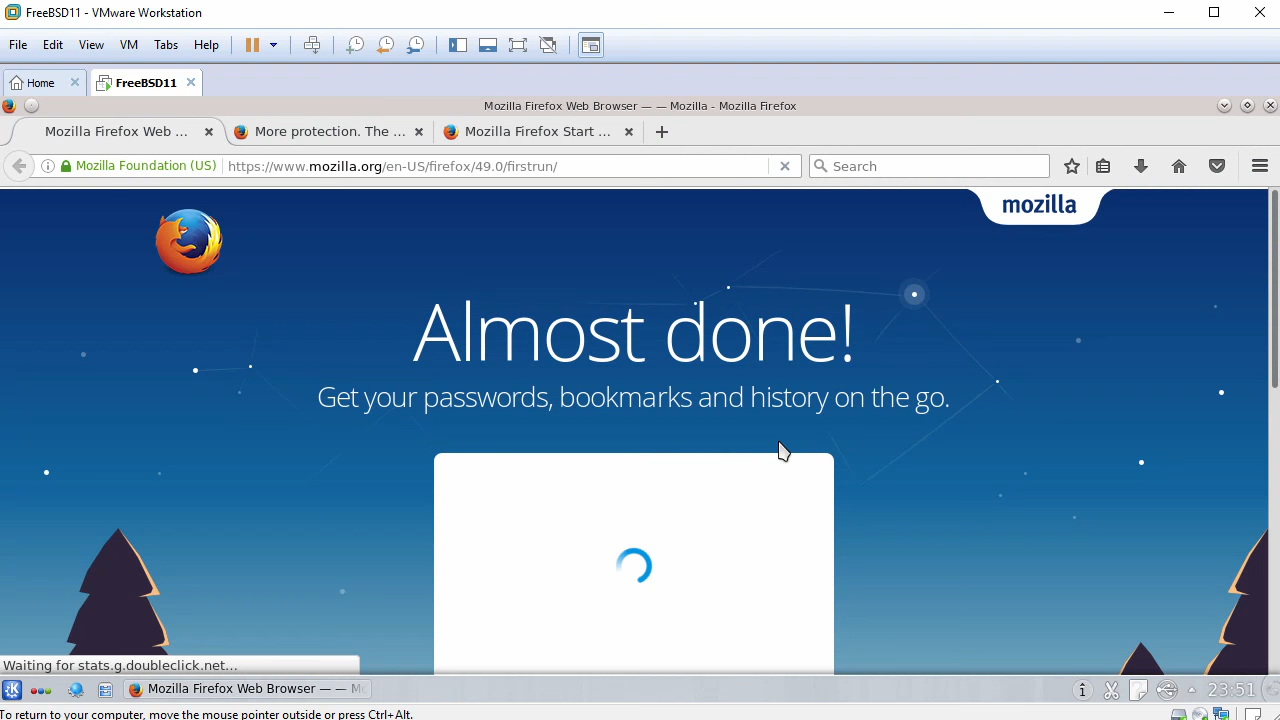 FreeBSD11 - VMware Workstation
File Edit View VM Tabs Help
Home FreeBSD11
Mozilla Firefox Web Browser — — Mozilla - Mozilla Firefox
Mozilla Firefox Web ... More protection. The ... Mozilla Firefox Start ...
Mozilla Foundation (US) https://www.mozilla.org/en-US/firefox/49.0/firstrun/ Search
mozilla
Almost done!
Get your passwords, bookmarks and history on the go.
Waiting for stats.g.doubleclick.net...
Mozilla Firefox Web Browser — — M 23:51
To return to your computer, move the mouse pointer outside or press Ctrl+Alt.